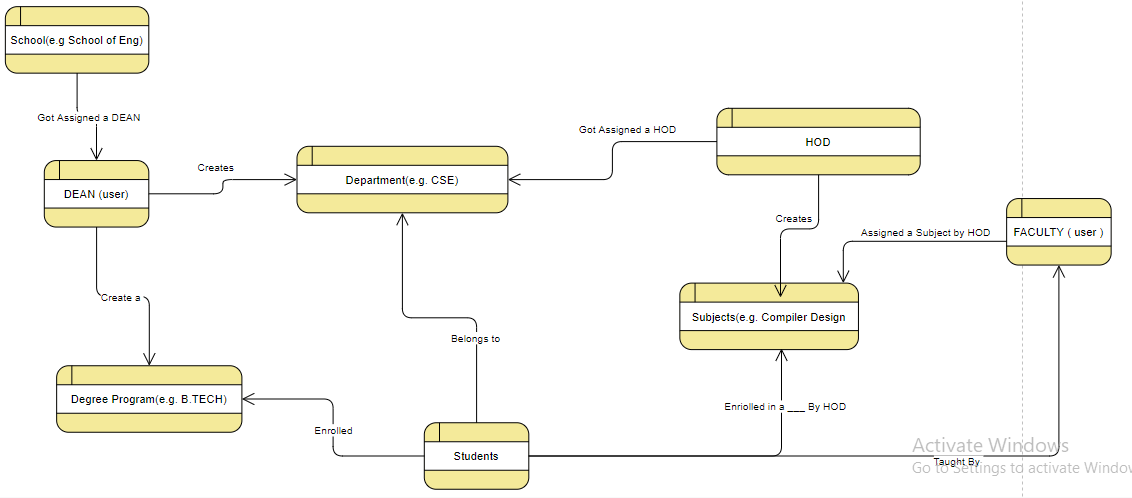 School(e.g School of Eng)
Got Assigned a DEAN
DEAN (user)
Creates
Department(e.g. CSE)
Got Assigned a HOD
HOD
Creates
Assigned a Subject by HOD
FACULTY ( user )
Create a
Subjects(e.g. Compiler Design
Belongs to
Degree Program(e.g. B.TECH)
Enrolled
Enriolled in a ___ By HOD
Students
Taught By
Activate Windows
Go to Settings to activate Window